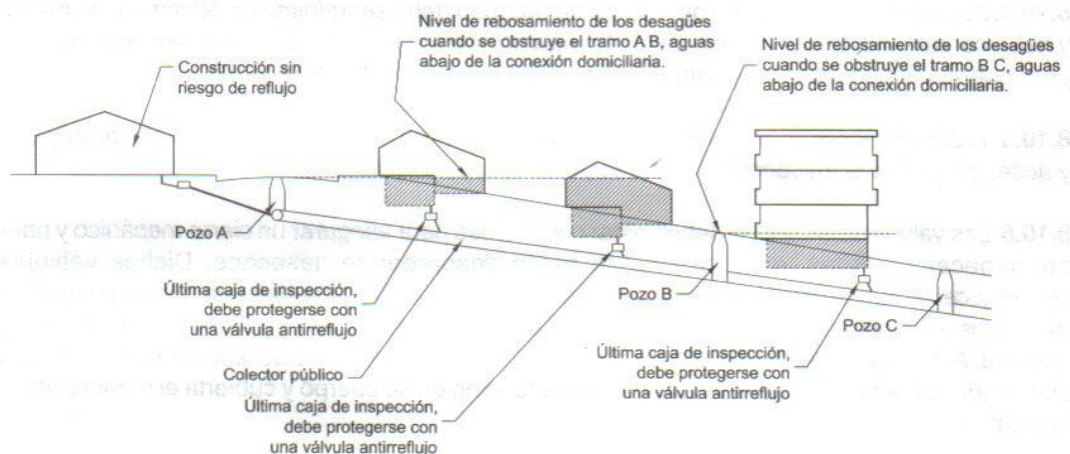 Nivel de rebosamiento de los desagües
cuando se obstruye el tramo A B, aguas
abajo de la conexión domiciliaria.
Nivel de rebosamiento de los desagües
cuando se obstruye el tramo B C, aguas
abajo de la conexión domiciliaria.
Construcción sin
riesgo de reflujo
Pozo A
Última caja de inspección,
debe protegerse con
una válvula antirreflujo
Colector público
Última caja de inspección,
debe protegerse con
una válvula antirreflujo
Pozo B
Última caja de inspección,
debe protegerse con
una válvula antirreflujo
Pozo C